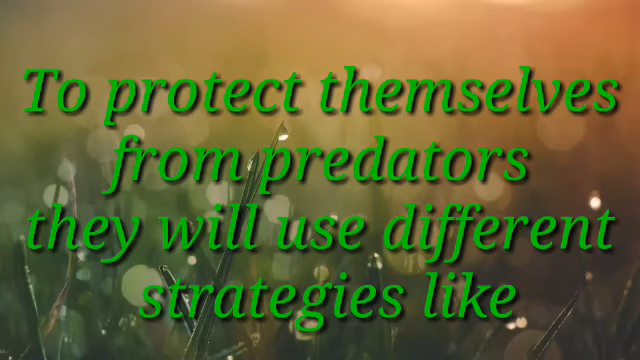 To protect themselves
from predators
they will use different
strategies like